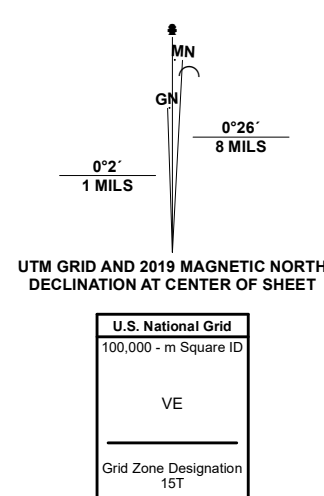 MN
GN
0°26´
8 MILS
0°2´
1 MILS
UTM GRID AND 2019 MAGNETIC NORTH
DECLINATION AT CENTER OF SHEET
U.S. National Grid
100,000 - m Square ID
VE
Grid Zone Designation
15T